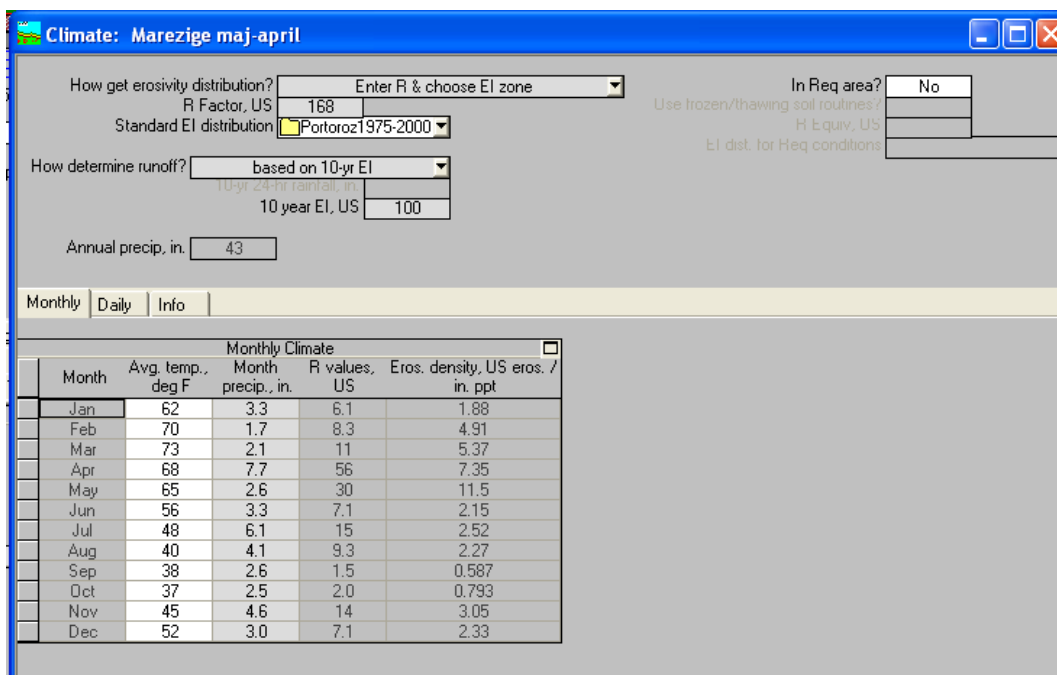 Climate: Marezige maj-april
How get erosivity distribution? Enter R & choose EI zone In Req area? No
R Factor, US 168 Use frozen/thawing soil routines?
Standard EI distribution Portoroz1975-2000 R Equiv, US
EI dist. for Req conditions
How determine runoff? based on 10-yr EI
10-yr 24-hr rainfall, in.
10 year EI, US 100
Annual precip, in. 43
Monthly Daily Info
Monthly Climate
Month Avg. temp., deg F Month precip., in. R values, US Eros. density, US eros. / in. ppt
Jan 62 3.3 6.1 1.88
Feb 70 1.7 8.3 4.91
Mar 73 2.1 11 5.37
Apr 68 7.7 56 7.35
May 65 2.6 30 11.5
Jun 56 3.3 7.1 2.15
Jul 48 6.1 15 2.52
Aug 40 4.1 9.3 2.27
Sep 38 2.6 1.5 0.587
Oct 37 2.5 2.0 0.793
Nov 45 4.6 14 3.05
Dec 52 3.0 7.1 2.33